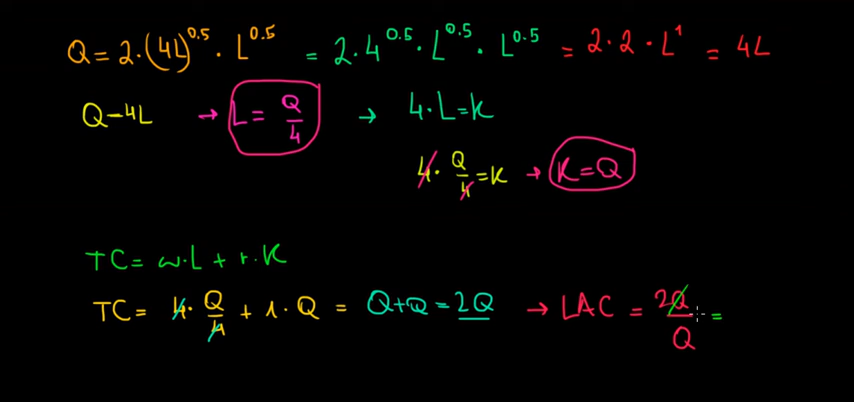 Q = 2·(4L)^0.5 · L^0.5 = 2·4^0.5 · L^0.5 · L^0.5 = 2·2·L^1 = 4L
Q–4L → L = Q/4 → 4·L=K
4·Q/4=K → K=Q
TC= w·L + r·K
TC= 4·Q/4 + 1·Q = Q+Q = 2Q → LAC = 2Q/Q =